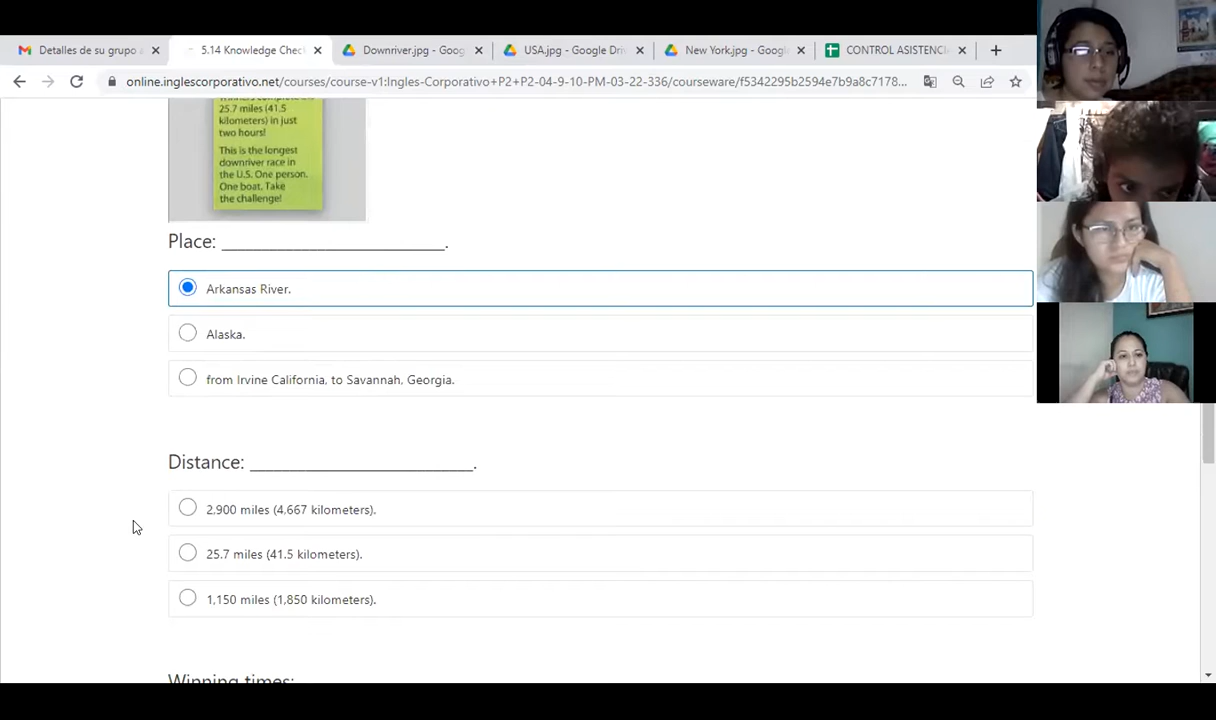 Detalles de su grupo a
5.14 Knowledge Chec
Downriver.jpg - Goog
USA.jpg - Google Dri
New York.jpg - Google
CONTROL ASISTENCI
online.inglescorporativo.net/courses/course-v1:Ingles-Corporativo+P2+P2-04-9-10-PM-03-22-336/courseware/f5342295b2594e7b9a8c7178...
25.7 miles (41.5
kilometers) in just
two hours!
This is the longest
downriver race in
the U.S. One person.
One boat. Take
the challenge!
Place: ________________________.
Arkansas River.
Alaska.
from Irvine California, to Savannah, Georgia.
Distance: ________________________.
2,900 miles (4,667 kilometers).
25.7 miles (41.5 kilometers).
1,150 miles (1,850 kilometers).
Winning times: